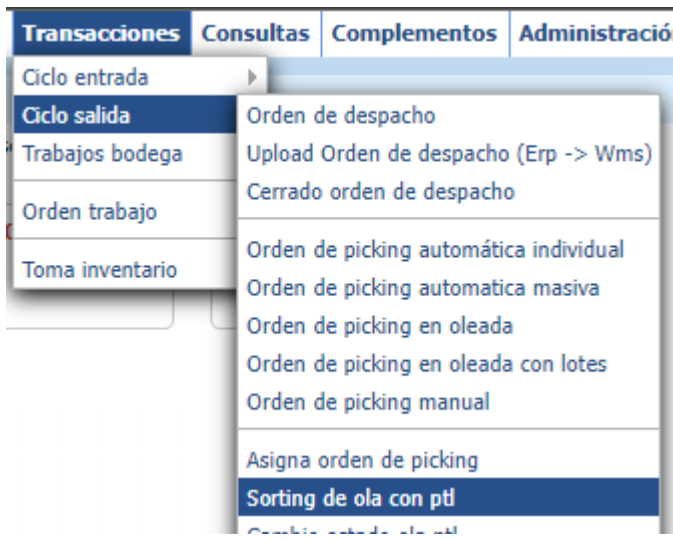 Transacciones Consultas Complementos Administració
Ciclo entrada
Ciclo salida
Trabajos bodega
Orden trabajo
Toma inventario
Orden de despacho
Upload Orden de despacho (Erp -> Wms)
Cerrado orden de despacho
Orden de picking automática individual
Orden de picking automatica masiva
Orden de picking en oleada
Orden de picking en oleada con lotes
Orden de picking manual
Asigna orden de picking
Sorting de ola con ptl